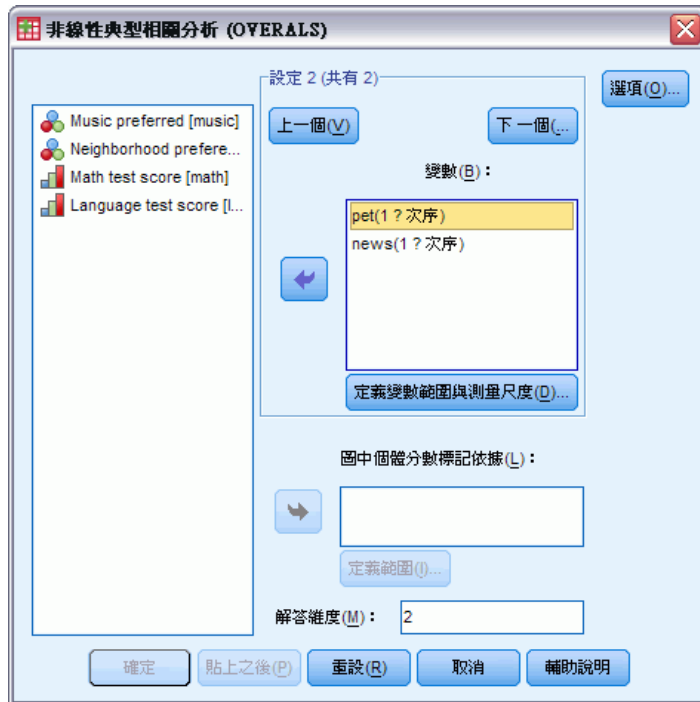 非線性典型相關分析 (OVERALS)
設定 2 (共有 2)
選項(O)...
Music preferred [music]
Neighborhood prefere...
Math test score [math]
Language test score [l...
上一個(V)
下一個(...
變數(B):
pet(1 ? 次序)
news(1 ? 次序)
定義變數範圍與測量尺度(D)...
圖中個體分數標記依據(L):
定義範圍(I)...
解答維度(M):
2
確定
貼上之後(P)
重設(R)
取消
輔助說明